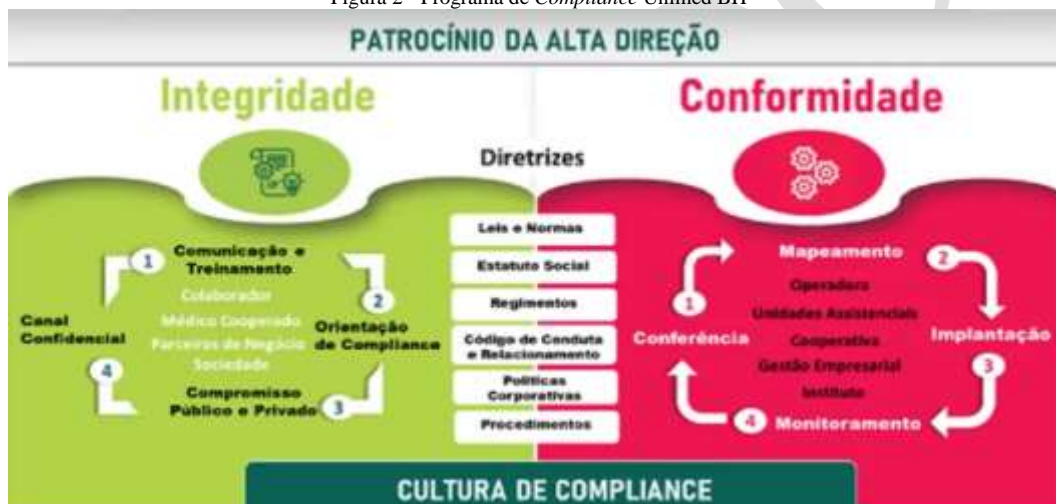 Figura 2 - Programa de Compliance Unimed BH
PATROCÍNIO DA ALTA DIREÇÃO
Integridade
Conformidade
Diretrizes
1
Comunicação e
Treinamento
2
Orientação
de Compliance
3
Compromisso
Público e Privado
4
Canal
Confidencial
Colaborador
Médico Cooperado
Parceiros de Negócio
Sociedade
Leis e Normas
Estatuto Social
Regimentos
Código de Conduta
e Relacionamento
Políticas
Corporativas
Procedimentos
1
Mapeamento
2
Implantação
3
Monitoramento
4
Conferência
Operadora
Unidades Assistenciais
Cooperativa
Gestão Empresarial
Instituto
CULTURA DE COMPLIANCE